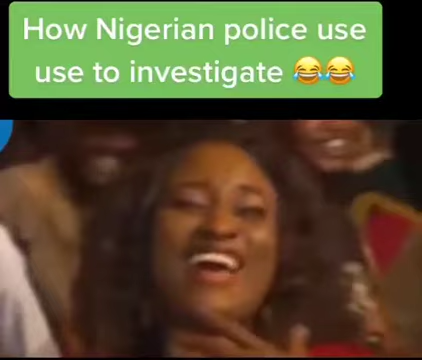 How Nigerian police use
use to investigate 😂😂